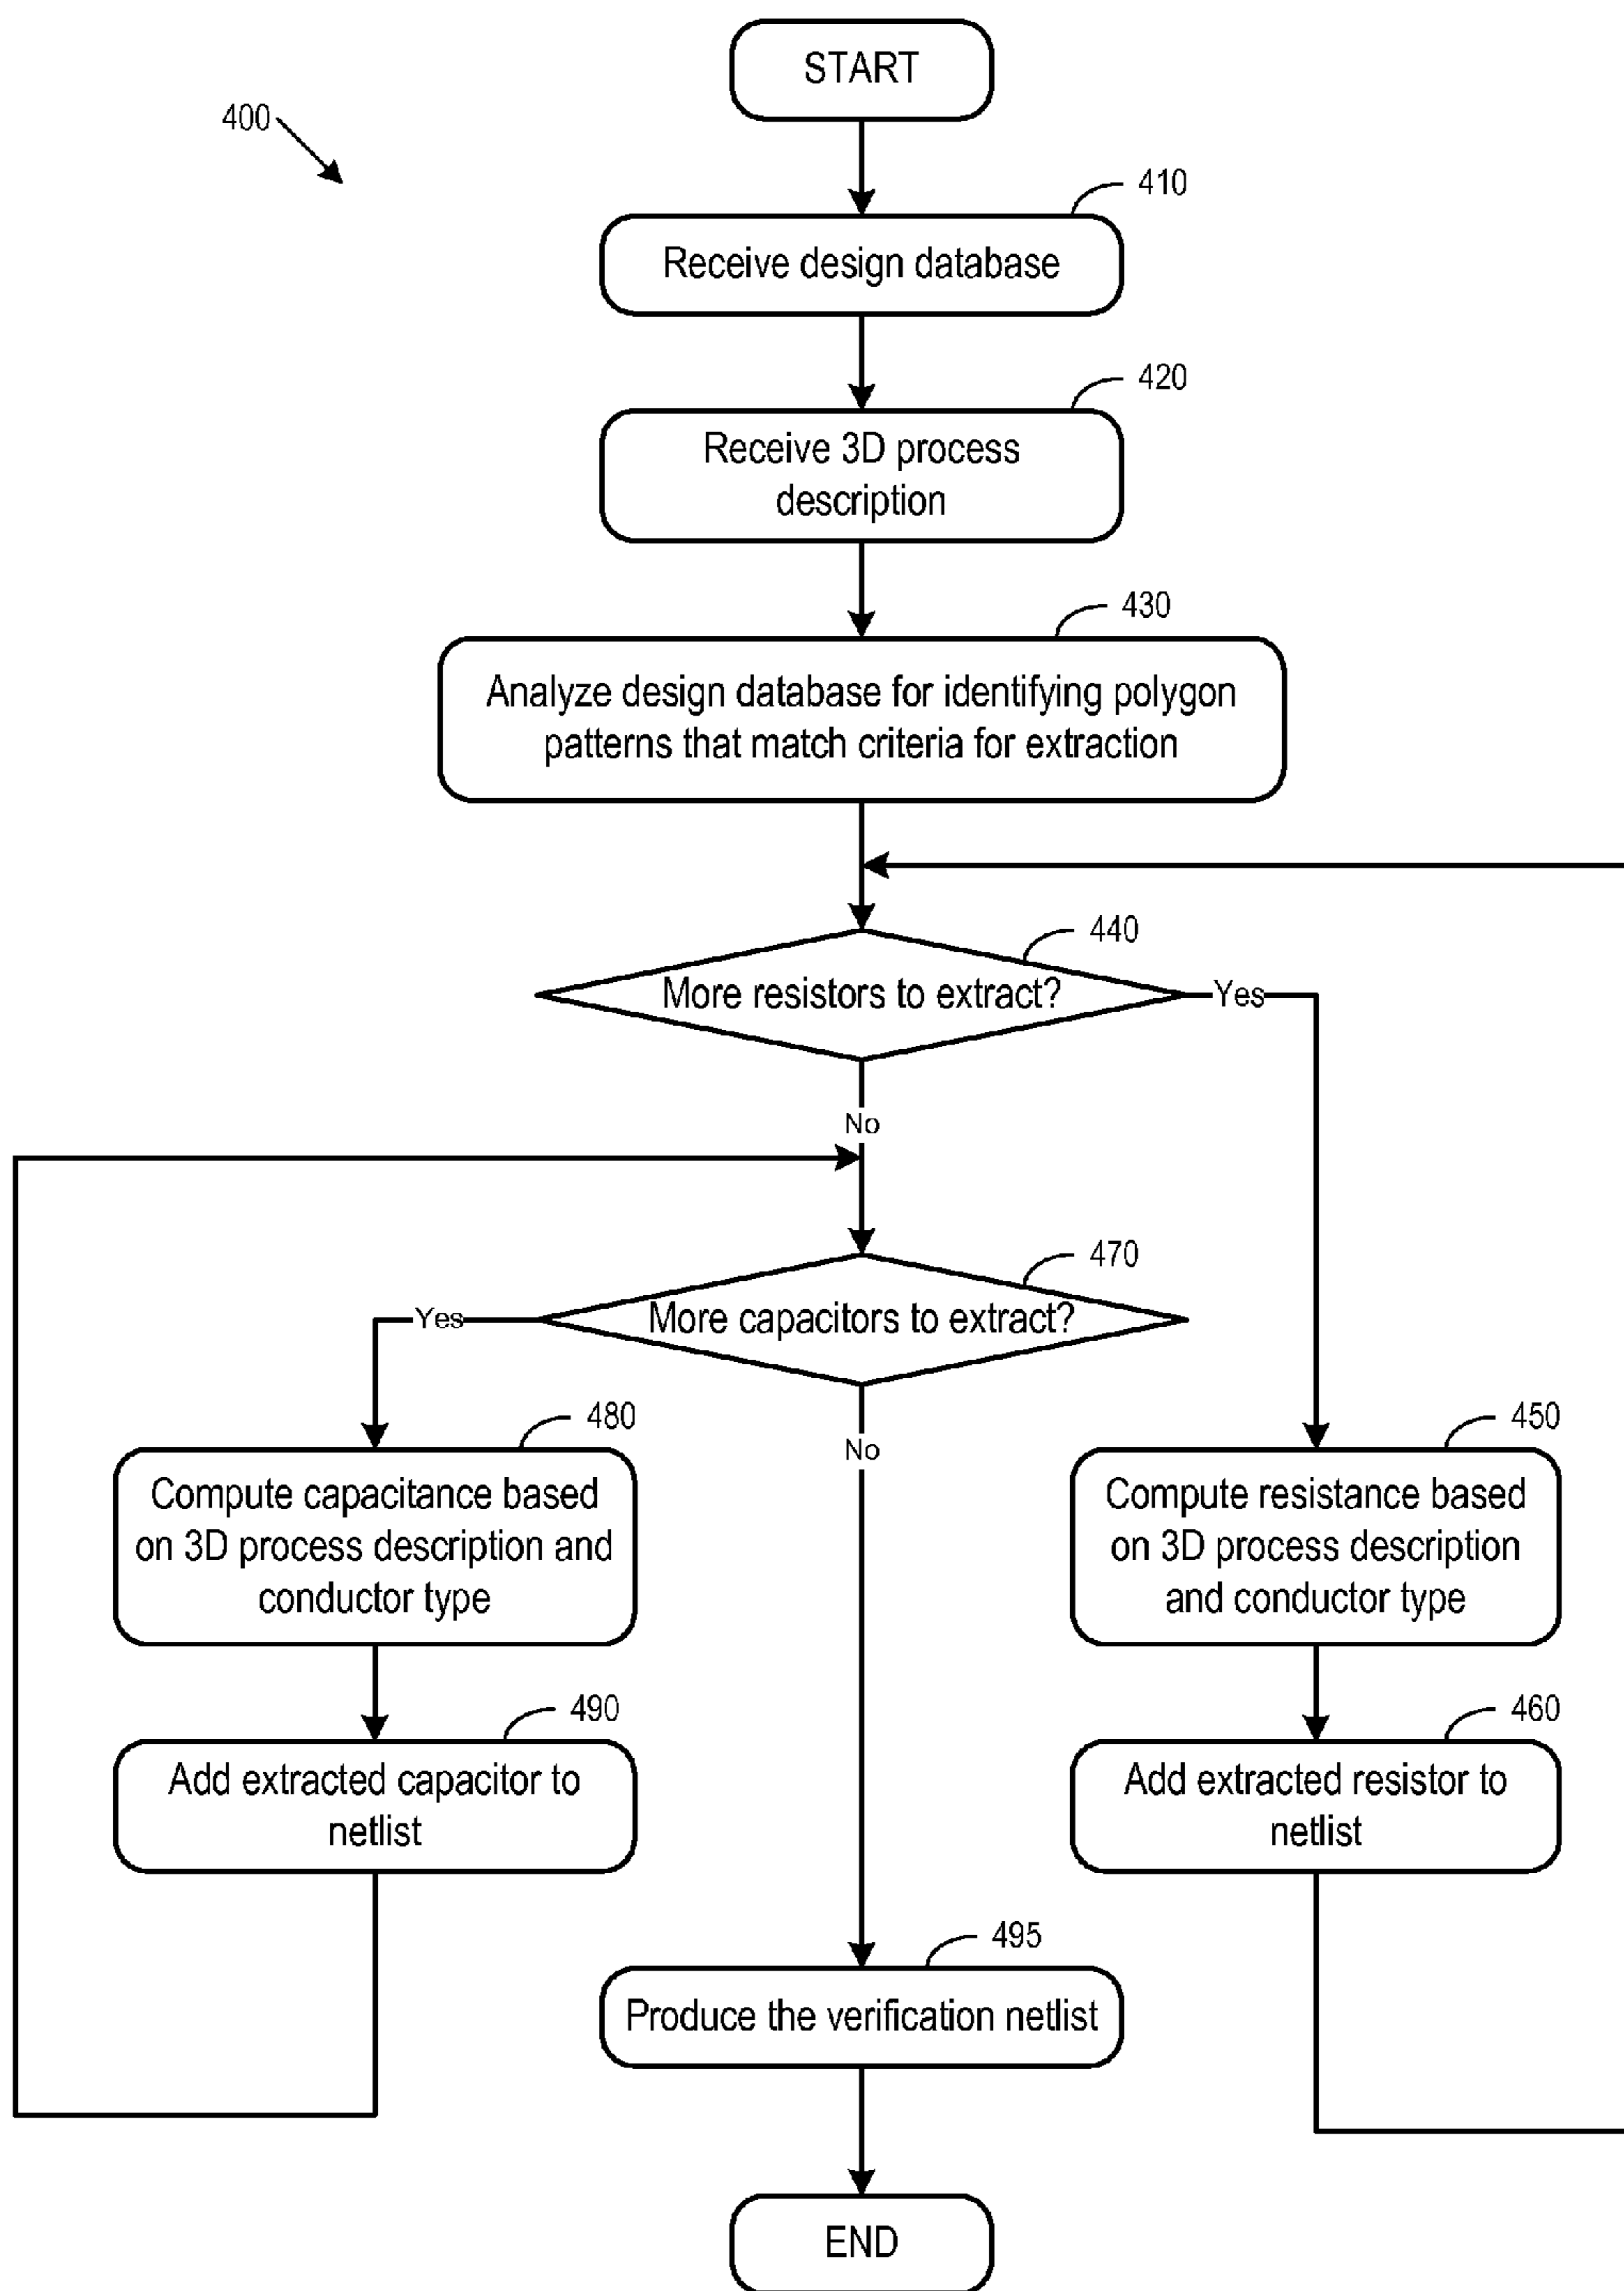 START
400
410
Receive design database
420
Receive 3D process
description
430
Analyze design database for identifying polygon
patterns that match criteria for extraction
440
More resistors to extract?
Yes
No
470
More capacitors to extract?
Yes
No
480
Compute capacitance based
on 3D process description and
conductor type
450
Compute resistance based
on 3D process description
and conductor type
490
Add extracted capacitor to
netlist
460
Add extracted resistor to
netlist
495
Produce the verification netlist
END